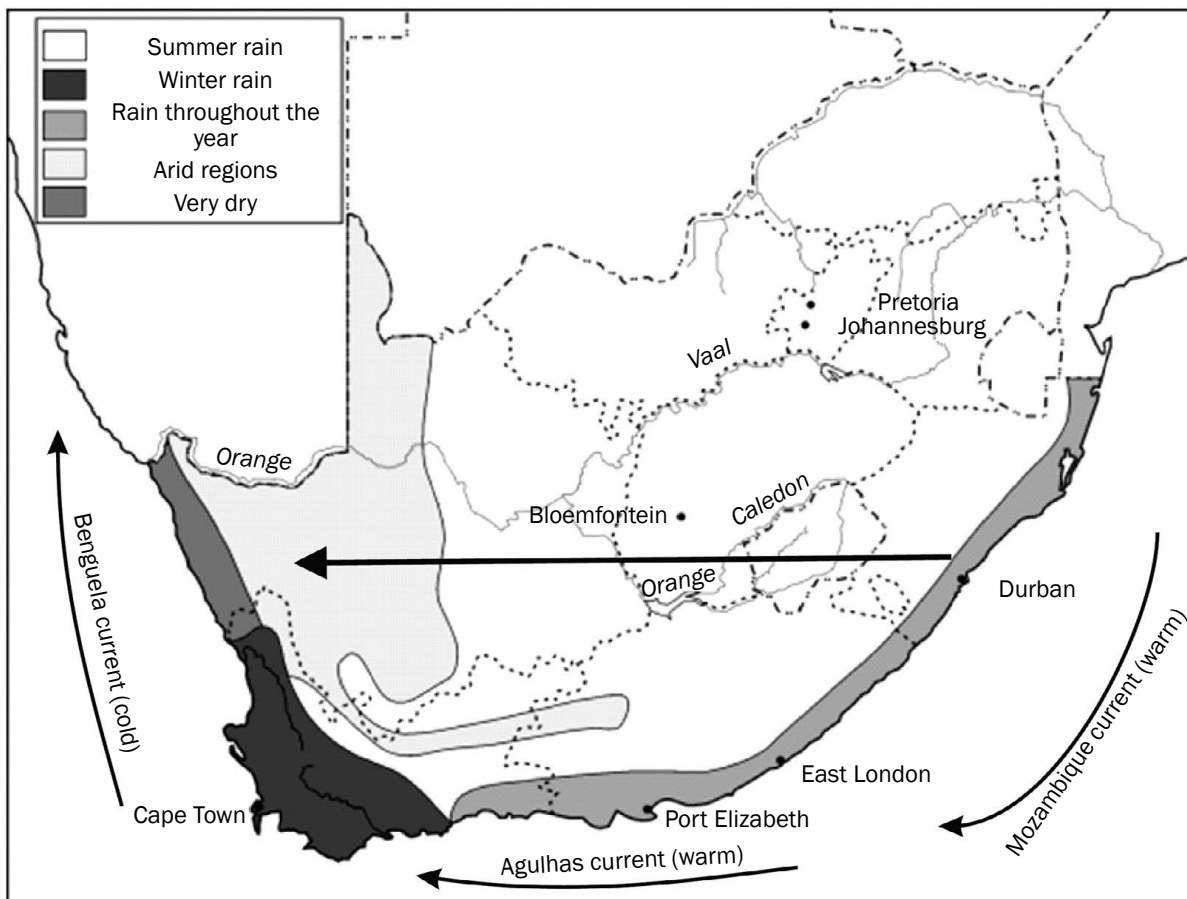 Summer rain
Winter rain
Rain throughout the
year
Arid regions
Very dry
Pretoria
Johannesburg
Vaal
Orange
Caledon
Bloemfontein
Orange
Durban
Benguela current (cold)
Mozambique current (warm)
East London
Cape Town
Port Elizabeth
Agulhas current (warm)